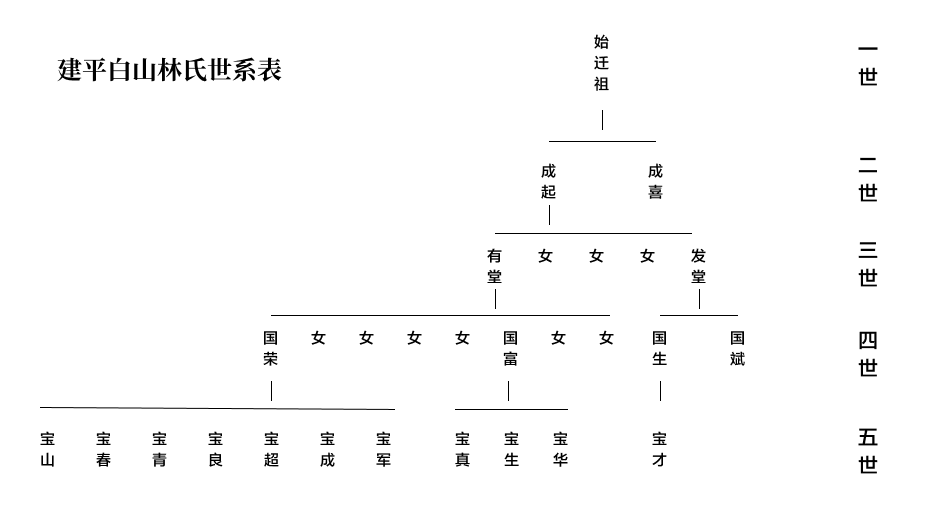 建平白山林氏世系表
始迁祖
一世
成起
成喜
二世
有堂
女
女
女
发堂
三世
国荣
女
女
女
女
国富
女
女
国生
国斌
四世
宝山
宝春
宝青
宝良
宝超
宝成
宝军
宝真
宝生
宝华
宝才
五世